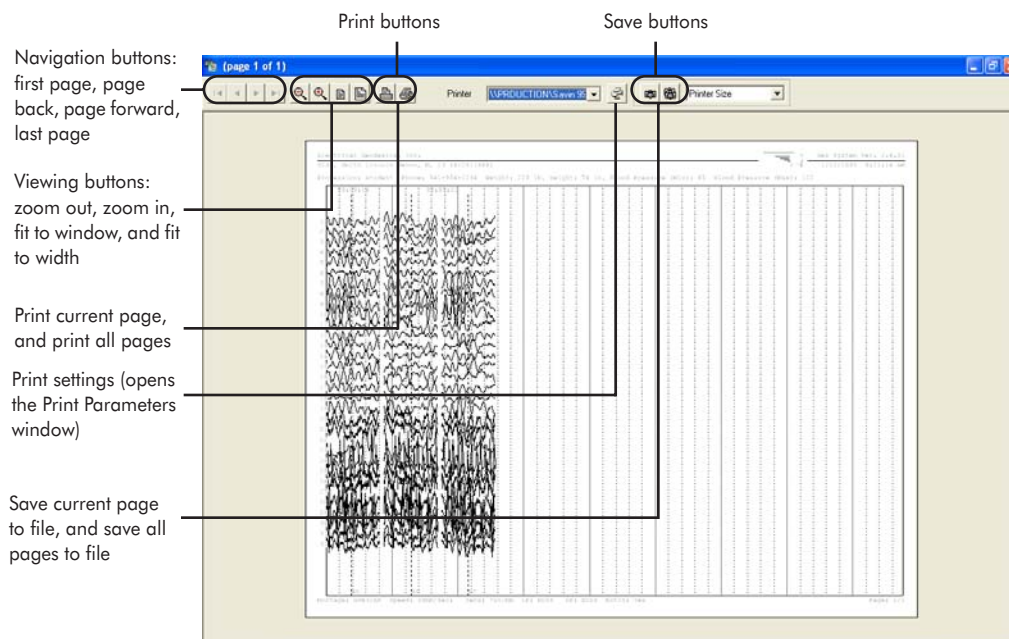 Print buttons
Save buttons
Navigation buttons:
first page, page
back, page forward,
last page
(page 1 of 1)
Printer
Printer Size
Viewing buttons:
zoom out, zoom in,
fit to window, and fit
to width
Print current page,
and print all pages
Print settings (opens
the Print Parameters
window)
Save current page
to file, and save all
pages to file